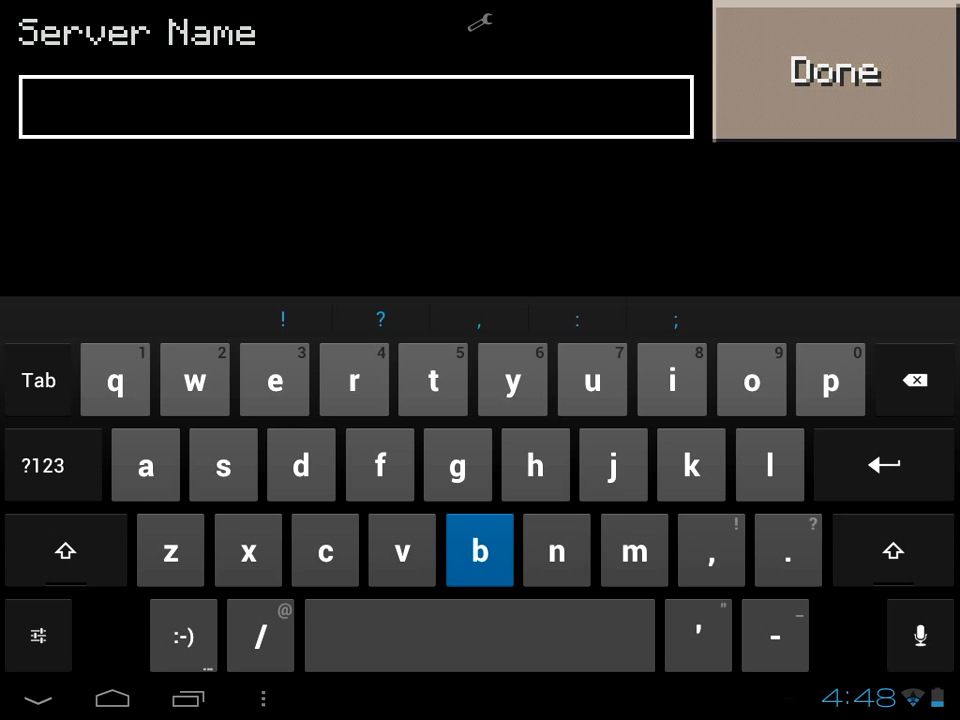 Server Name
Done
! ? , : ;
Tab q 1 w 2 e 3 r 4 t 5 y 6 u 7 i 8 o 9 p 0
?123 a s d f g h j k l
z x c v b n m , ! . ?
:-) ... / @ ' " - _
4:48